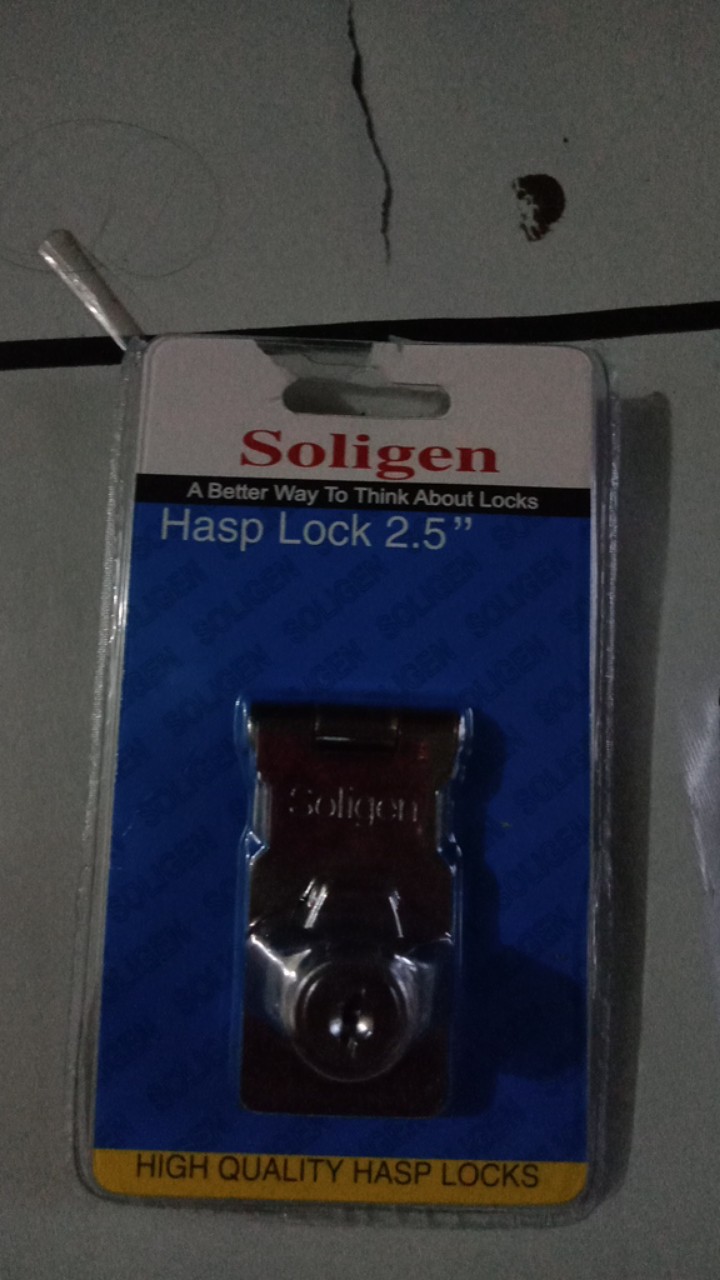 Soligen
A Better Way To Think About Locks
Hasp Lock 2.5”
Soligen
HIGH QUALITY HASP LOCKS